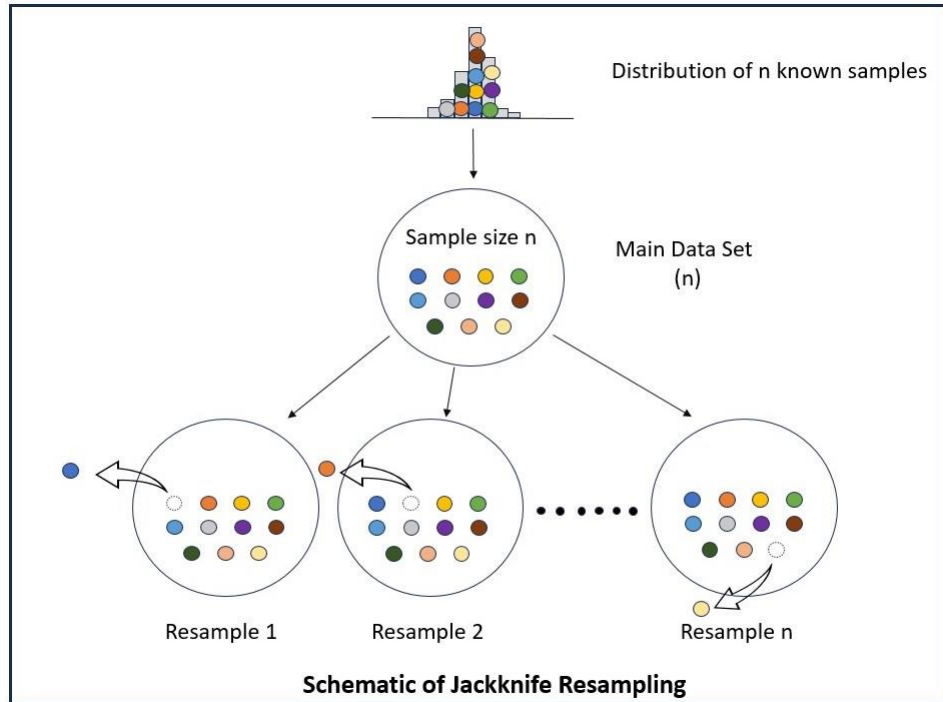 Distribution of n known samples
Sample size n
Main Data Set
(n)
Resample 1
Resample 2
Resample n
Schematic of Jackknife Resampling